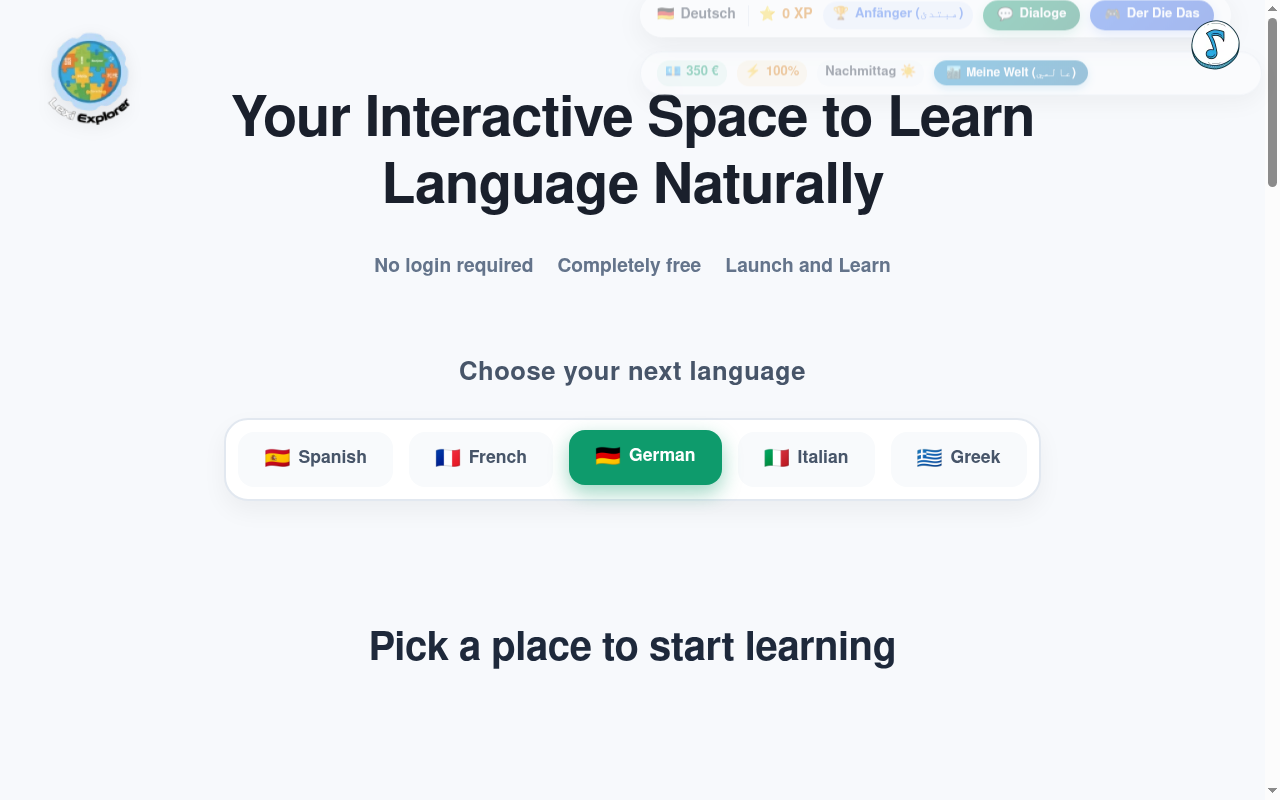 Deutsch 0 XP Anfänger (مبتدی) Dialoge Der Die Das
350 € 100% Nachmittag Meine Welt
Lexi Explorer
Your Interactive Space to Learn
Language Naturally
No login required Completely free Launch and Learn
Choose your next language
Spanish French German Italian Greek
Pick a place to start learning